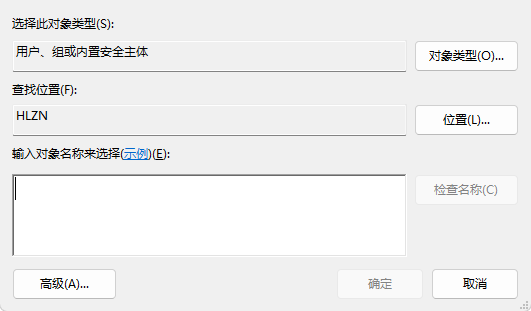 选择此对象类型(S):
用户、组或内置安全主体
对象类型(O)...
查找位置(F):
HLZN
位置(L)...
输入对象名称来选择(示例)(E):
检查名称(C)
高级(A)...
确定
取消